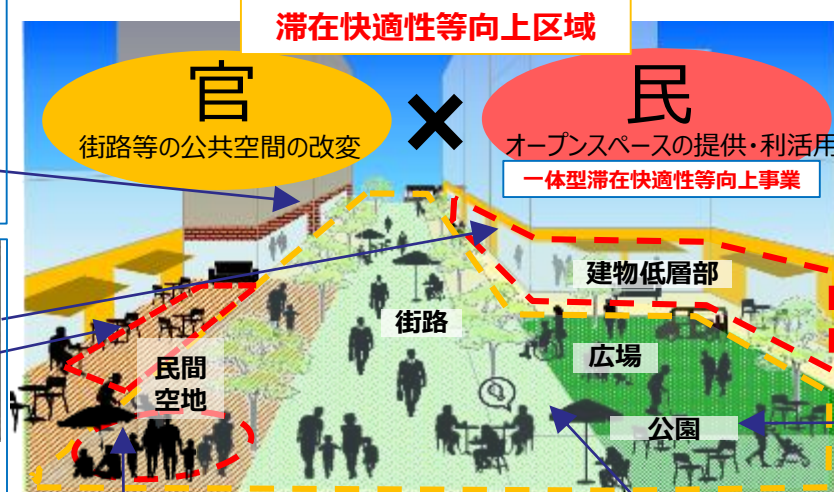 滞在快適性等向上区域
官
街路等の公共空間の改変
×
民
オープンスペースの提供・利活用
一体型滞在快適性等向上事業
建物低層部
街路
広場
民間
空地
公園